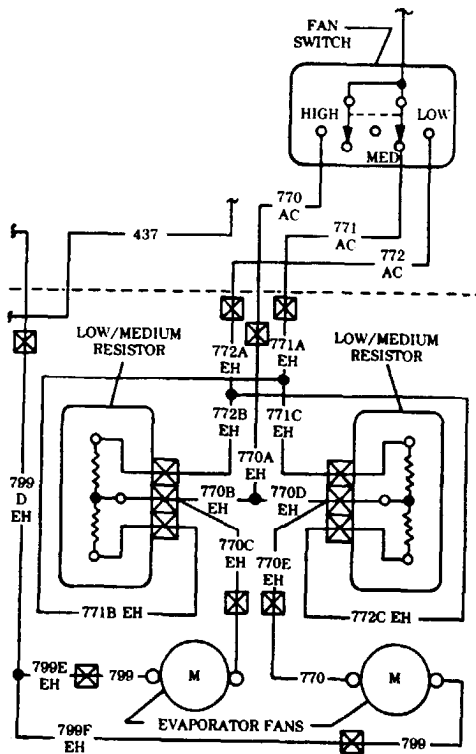 FAN
SWITCH
HIGH
LOW
MED
770
AC
771
AC
772
AC
437
LOW/MEDIUM
RESISTOR
772A
EH
771A
EH
LOW/MEDIUM
RESISTOR
772B
EH
771C
EH
770A
EH
799
D
EH
770B
EH
770D
EH
770C
EH
770E
EH
771B EH
772C EH
799E
EH
799
M
770
M
EVAPORATOR FANS
799F
EH
799